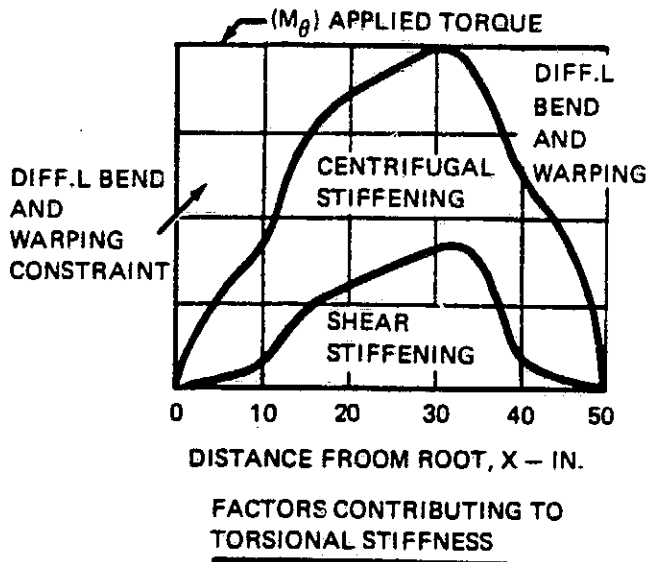 (Mθ) APPLIED TORQUE
DIFF.L
BEND
AND
WARPING
CENTRIFUGAL
STIFFENING
DIFF.L BEND
AND
WARPING
CONSTRAINT
SHEAR
STIFFENING
0 10 20 30 40 50
DISTANCE FROOM ROOT, X – IN.
FACTORS CONTRIBUTING TO
TORSIONAL STIFFNESS